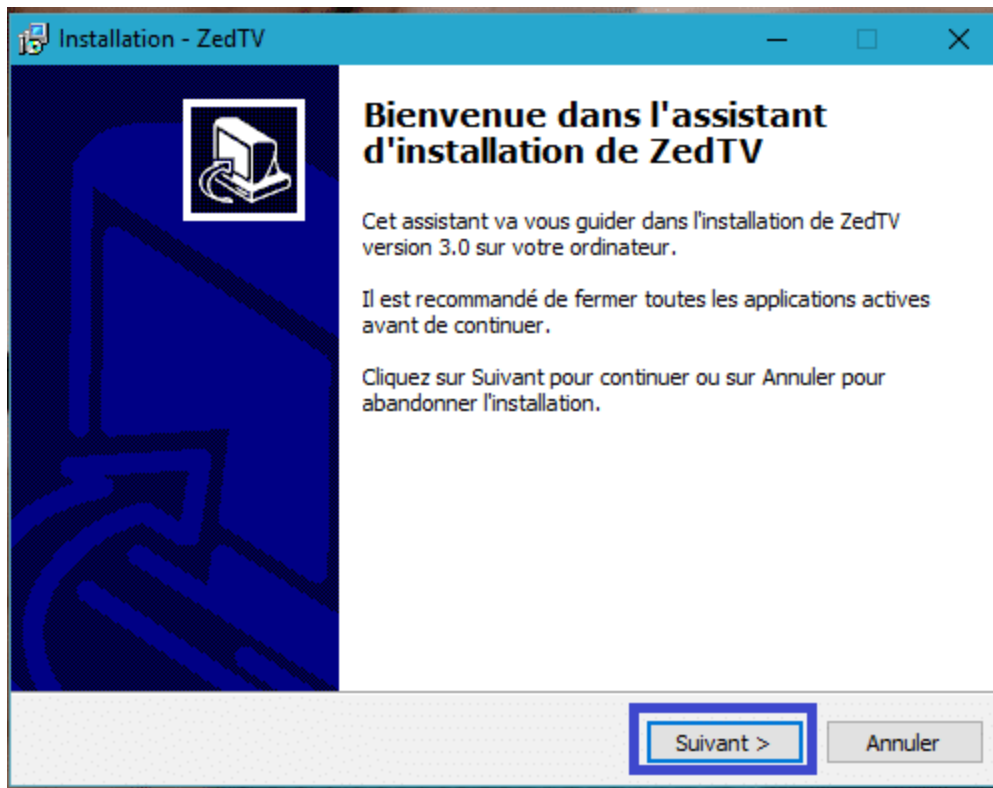 Installation - ZedTV
Bienvenue dans l'assistant
d'installation de ZedTV
Cet assistant va vous guider dans l'installation de ZedTV
version 3.0 sur votre ordinateur.
Il est recommandé de fermer toutes les applications actives
avant de continuer.
Cliquez sur Suivant pour continuer ou sur Annuler pour
abandonner l'installation.
Suivant > Annuler